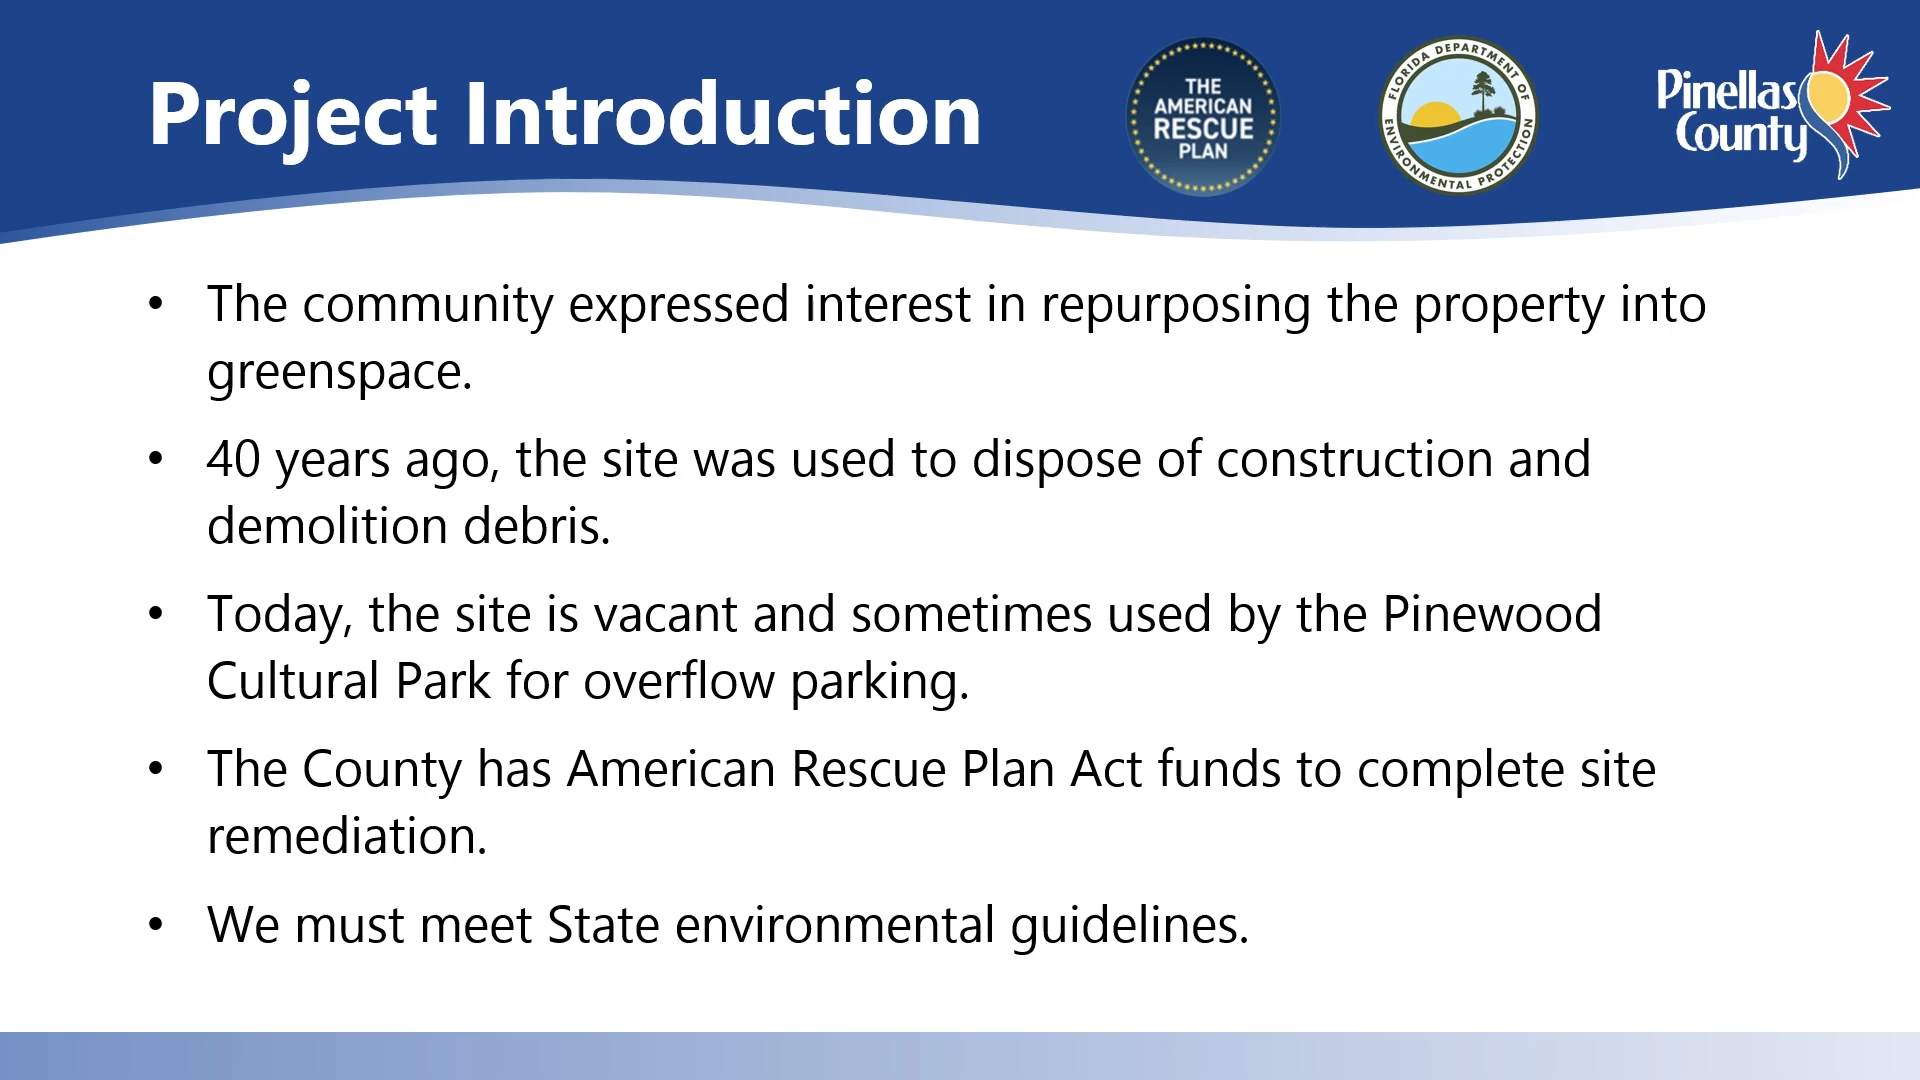 Project Introduction
THE
AMERICAN
RESCUE
PLAN
FLORIDA DEPARTMENT OF
ENVIRONMENTAL PROTECTION
Pinellas
County
• The community expressed interest in repurposing the property into
greenspace.
• 40 years ago, the site was used to dispose of construction and
demolition debris.
• Today, the site is vacant and sometimes used by the Pinewood
Cultural Park for overflow parking.
• The County has American Rescue Plan Act funds to complete site
remediation.
• We must meet State environmental guidelines.